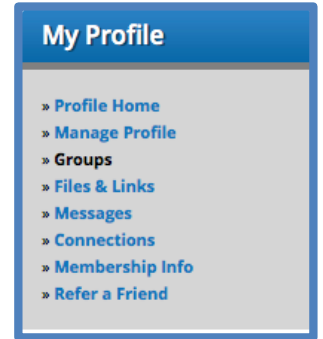 My Profile
» Profile Home
» Manage Profile
» Groups
» Files & Links
» Messages
» Connections
» Membership Info
» Refer a Friend